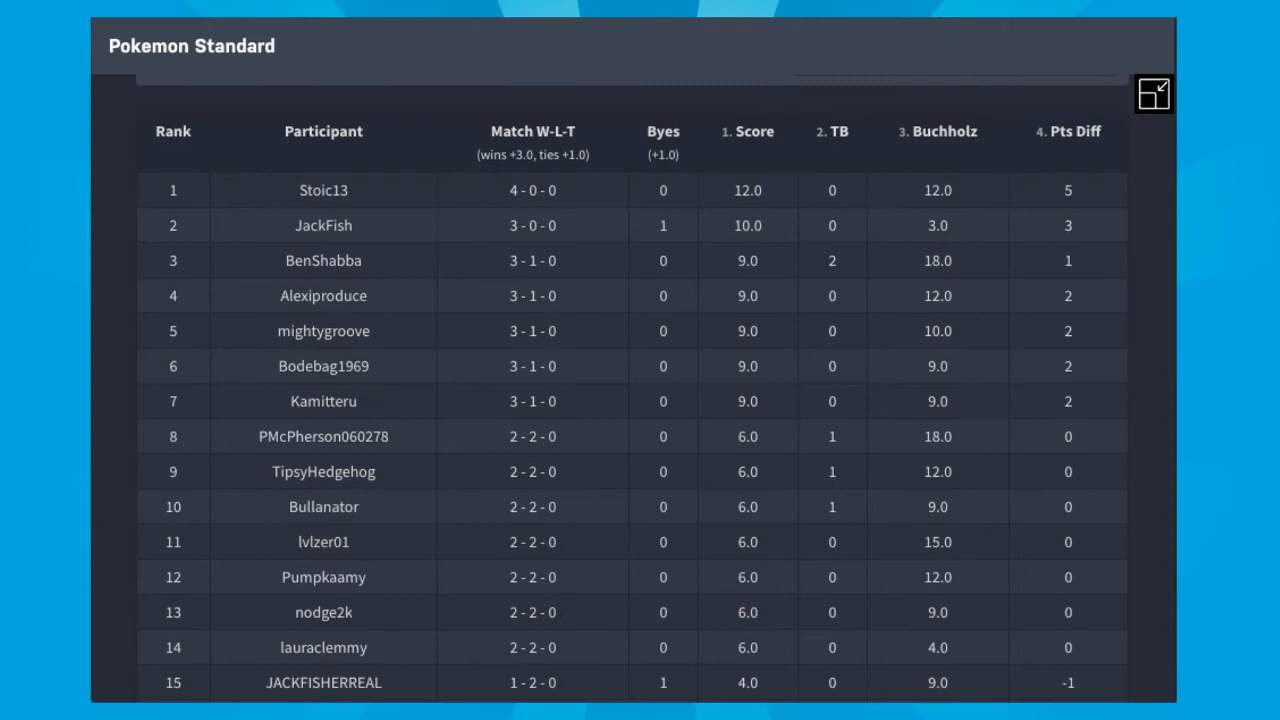 Pokemon Standard
Rank Participant Match W-L-T Byes 1. Score 2. TB 3. Buchholz 4. Pts Diff
(wins +3.0, ties +1.0) (+1.0)
1 Stoic13 4 - 0 - 0 0 12.0 0 12.0 5
2 JackFish 3 - 0 - 0 1 10.0 0 3.0 3
3 BenShabba 3 - 1 - 0 0 9.0 2 18.0 1
4 Alexiproduce 3 - 1 - 0 0 9.0 0 12.0 2
5 mightygroove 3 - 1 - 0 0 9.0 0 10.0 2
6 Bodebag1969 3 - 1 - 0 0 9.0 0 9.0 2
7 Kamitteru 3 - 1 - 0 0 9.0 0 9.0 2
8 PMcPherson060278 2 - 2 - 0 0 6.0 1 18.0 0
9 TipsyHedgehog 2 - 2 - 0 0 6.0 1 12.0 0
10 Bullanator 2 - 2 - 0 0 6.0 1 9.0 0
11 lvlzer01 2 - 2 - 0 0 6.0 0 15.0 0
12 Pumpkaamy 2 - 2 - 0 0 6.0 0 12.0 0
13 nodge2k 2 - 2 - 0 0 6.0 0 9.0 0
14 lauraclemmy 2 - 2 - 0 0 6.0 0 4.0 0
15 JACKFISHERREAL 1 - 2 - 0 1 4.0 0 9.0 -1